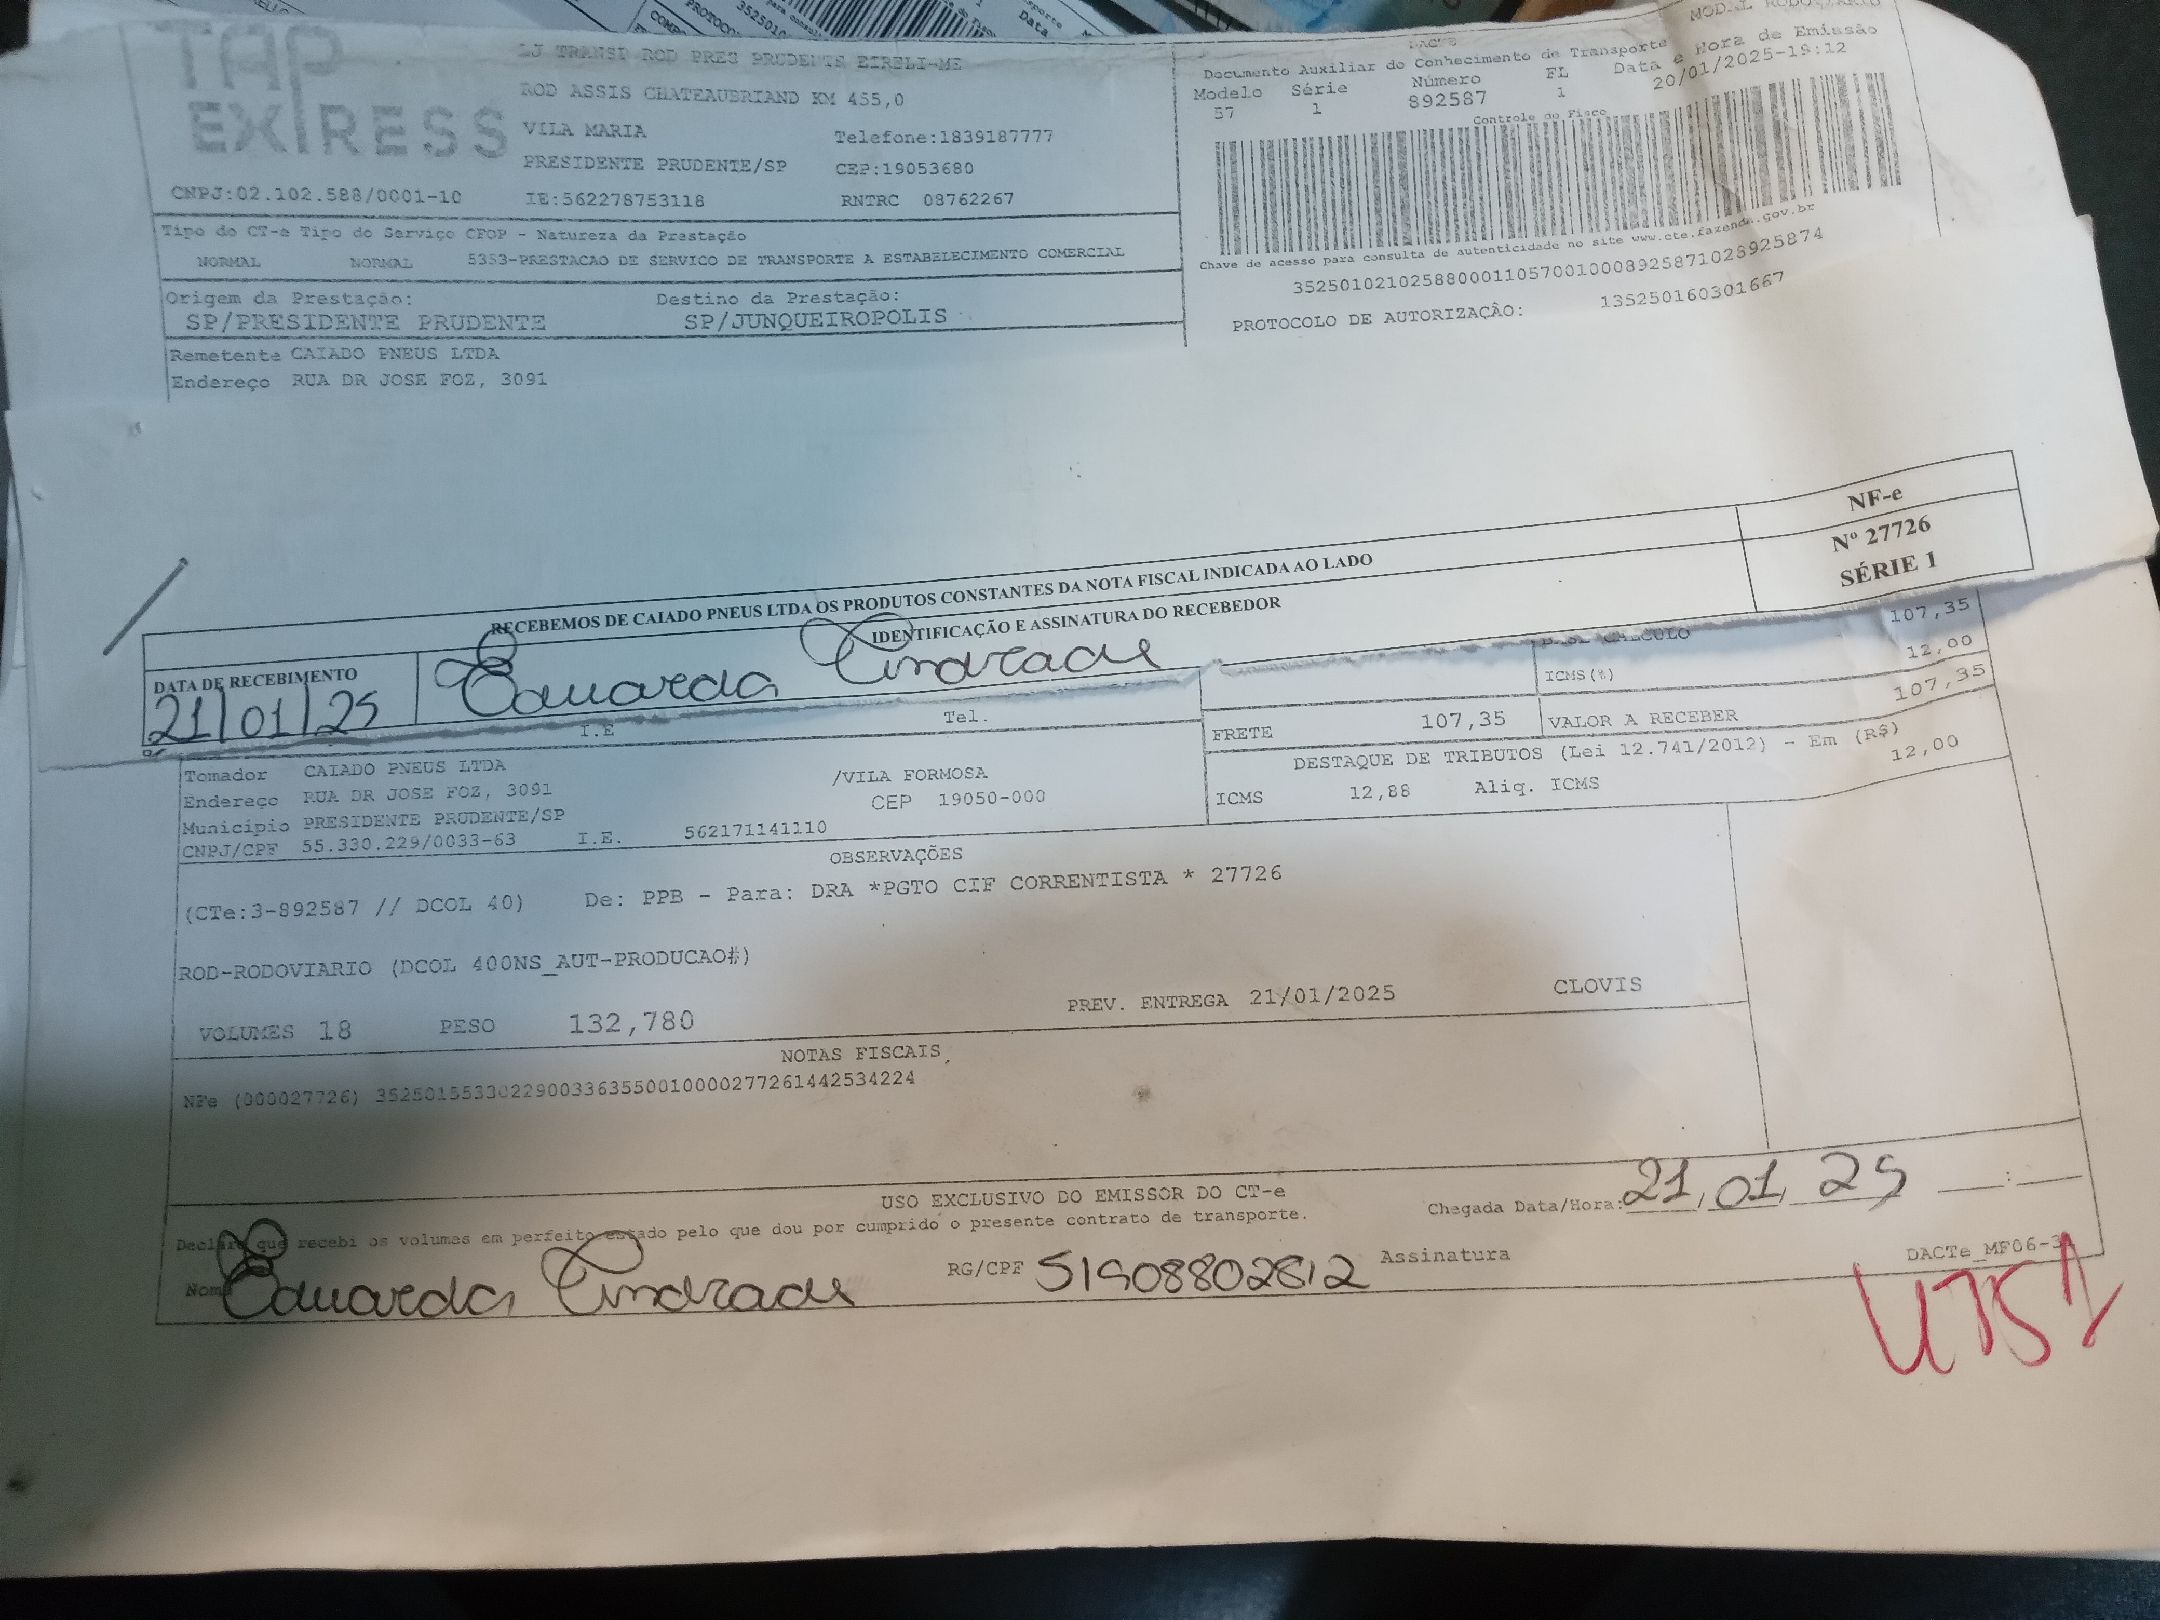 TAP
EXPRESS
LJ TRANSP ROD PRES PRUDENTE EIRELI-ME
ROD ASSIS CHATEAUBRIAND KM 455,0
VILA MARIA
Telefone:1839187777
PRESIDENTE PRUDENTE/SP
CEP:19053680
CNPJ:02.102.588/0001-10
IE:562278753118
RNTRC 08762267
DACTE
MODAL RODOVIARIO
Documento Auxiliar do Conhecimento de Transporte
Modelo Série Número FL Data e Hora de Emissão
57 1 892587 1 20/01/2025-18:12
Controle do Fisco
Chave de acesso para consulta de autenticidade no site www.cte.fazenda.gov.br
35250102102588000110570010008925871028925874
PROTOCOLO DE AUTORIZAÇÃO: 135250160301667
Tipo do CT-e Tipo do Serviço CFOP - Natureza da Prestação
NORMAL NORMAL 5353-PRESTACAO DE SERVICO DE TRANSPORTE A ESTABELECIMENTO COMERCIAL
Origem da Prestação: Destino da Prestação:
SP/PRESIDENTE PRUDENTE SP/JUNQUEIROPOLIS
Remetente CAIADO PNEUS LTDA
Endereço RUA DR JOSE FOZ, 3091
RECEBEMOS DE CAIADO PNEUS LTDA OS PRODUTOS CONSTANTES DA NOTA FISCAL INDICADA AO LADO
NF-e
Nº 27726
SÉRIE 1
DATA DE RECEBIMENTO
IDENTIFICAÇÃO E ASSINATURA DO RECEBEDOR
21/01/25
Eduarda Andrade
I.E
Tel.
CALCULO 107,35
ICMS(%) 12,00
FRETE 107,35 VALOR A RECEBER 107,35
DESTAQUE DE TRIBUTOS (Lei 12.741/2012) - Em (R$)
ICMS 12,88 Aliq. ICMS 12,00
Tomador CAIADO PNEUS LTDA
Endereço RUA DR JOSE FOZ, 3091 /VILA FORMOSA
Município PRESIDENTE PRUDENTE/SP CEP 19050-000
CNPJ/CPF 55.330.229/0033-63 I.E. 562171141110
OBSERVAÇÕES
(CTe:3-892587 // DCOL 40) De: PPB - Para: DRA *PGTO CIF CORRENTISTA * 27726
ROD-RODOVIARIO (DCOL 400NS_AUT-PRODUCAO#)
VOLUMES 18 PESO 132,780 PREV. ENTREGA 21/01/2025 CLOVIS
NOTAS FISCAIS
NFe (000027726) 35250155330229003363550010000277261442534224
USO EXCLUSIVO DO EMISSOR DO CT-e
Declaro que recebi os volumes em perfeito estado pelo que dou por cumprido o presente contrato de transporte.
Chegada Data/Hora: 21/01/25 __:__
Nome Eduarda Andrade RG/CPF 51908802812 Assinatura
DACTe_MF06-3